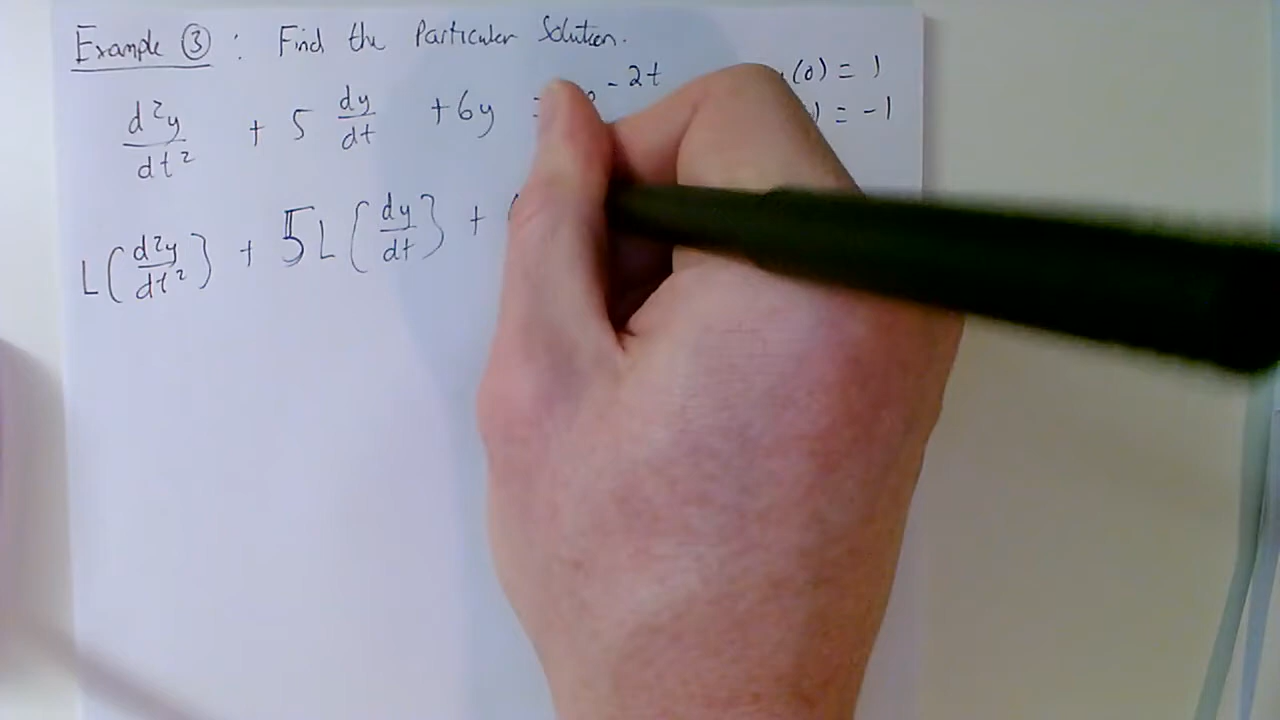 Example ③ : Find the Particular Solution.
d²y/dt² + 5 dy/dt + 6y = e^-2t (0) = 1
) = -1
L{d²y/dt²} + 5L{dy/dt} +